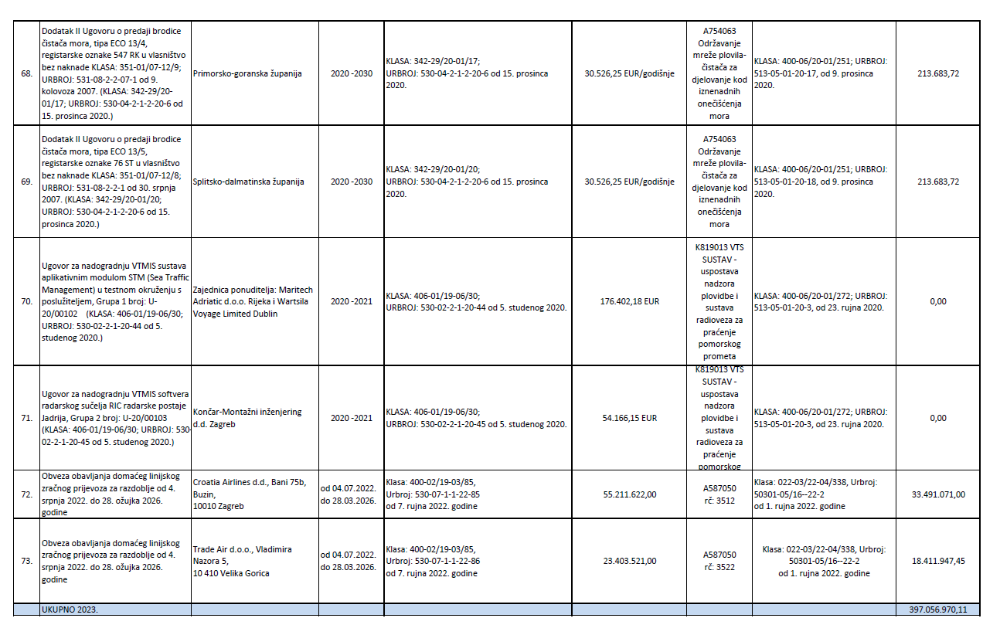 68.
Dodatak II Ugovoru o predaji brodice
čistača mora, tipa ECO 13/4,
registarske oznake 547 RK u vlasništvo
bez naknade KLASA: 351-01/07-12/9;
URBROJ: 531-08-2-2-07-1 od 9.
kolovoza 2007. (KLASA: 342-29/20-
01/17; URBROJ: 530-04-2-1-2-20-6 od
15. prosinca 2020.)
Primorsko-goranska županija
2020 -2030
KLASA: 342-29/20-01/17;
URBROJ: 530-04-2-1-2-20-6 od 15. prosinca
2020.
30.526,25 EUR/godišnje
A754063
Održavanje
mreže plovila-
čistača za
djelovanje kod
iznenadnih
onečišćenja
mora
KLASA: 400-06/20-01/251; URBROJ:
513-05-01-20-17, od 9. prosinca
2020.
213.683,72
69.
Dodatak II Ugovoru o predaji brodice
čistača mora, tipa ECO 13/5,
registarske oznake 76 ST u vlasništvo
bez naknade KLASA: 351-01/07-12/8;
URBROJ: 531-08-2-2-1 od 30. srpnja
2007. (KLASA: 342-29/20-01/20;
URBROJ: 530-04-2-1-2-20-6 od 15.
prosinca 2020.)
Splitsko-dalmatinska županija
2020 -2030
KLASA: 342-29/20-01/20;
URBROJ: 530-04-2-1-2-20-6 od 15. prosinca
2020.
30.526,25 EUR/godišnje
A754063
Održavanje
mreže plovila-
čistača za
djelovanje kod
iznenadnih
onečišćenja
mora
KLASA: 400-06/20-01/251; URBROJ:
513-05-01-20-18, od 9. prosinca
2020.
213.683,72
70.
Ugovor za nadogradnju VTMIS sustava
aplikativnim modulom STM (Sea Traffic
Management) u testnom okruženju s
poslužiteljem, Grupa 1 broj: U-
20/00102 (KLASA: 406-01/19-06/30;
URBROJ: 530-02-2-1-20-44 od 5.
studenog 2020.)
Zajednica ponuditelja: Maritech
Adriatic d.o.o. Rijeka i Wartsila
Voyage Limited Dublin
2020 -2021
KLASA: 406-01/19-06/30;
URBROJ: 530-02-2-1-20-44 od 5. studenog 2020.
176.402,18 EUR
K819013 VTS
SUSTAV -
uspostava
nadzora
plovidbe i
sustava
radioveza za
praćenje
pomorskog
prometa
KLASA: 400-06/20-01/272; URBROJ:
513-05-01-20-3, od 23. rujna 2020.
0,00
71.
Ugovor za nadogradnju VTMIS softvera
radarskog sučelja RIC radarske postaje
Jadrija, Grupa 2 broj: U-20/00103
(KLASA: 406-01/19-06/30; URBROJ: 530-
02-2-1-20-45 od 5. studenog 2020.)
Končar-Montažni inženjering
d.d. Zagreb
2020 -2021
KLASA: 406-01/19-06/30;
URBROJ: 530-02-2-1-20-45 od 5. studenog 2020.
54.166,15 EUR
K819013 VTS
SUSTAV -
uspostava
nadzora
plovidbe i
sustava
radioveza za
praćenje
pomorskog
KLASA: 400-06/20-01/272; URBROJ:
513-05-01-20-3, od 23. rujna 2020.
0,00
72.
Obveza obavljanja domaćeg linijskog
zračnog prijevoza za razdoblje od 4.
srpnja 2022. do 28. ožujka 2026.
godine
Croatia Airlines d.d., Bani 75b,
Buzin,
10010 Zagreb
od 04.07.2022.
do 28.03.2026.
Klasa: 400-02/19-03/85,
Urbroj: 530-07-1-1-22-85
od 7. rujna 2022. godine
55.211.622,00
A587050
rč: 3512
Klasa: 022-03/22-04/338, Urbroj:
50301-05/16--22-2
od 1. rujna 2022. godine
33.491.071,00
73.
Obveza obavljanja domaćeg linijskog
zračnog prijevoza za razdoblje od 4.
srpnja 2022. do 28. ožujka 2026.
godine
Trade Air d.o.o., Vladimira
Nazora 5,
10 410 Velika Gorica
od 04.07.2022.
do 28.03.2026.
Klasa: 400-02/19-03/85,
Urbroj: 530-07-1-1-22-86
od 7. rujna 2022. godine
23.403.521,00
A587050
rč: 3522
Klasa: 022-03/22-04/338, Urbroj:
50301-05/16--22-2
od 1. rujna 2022. godine
18.411.947,45
UKUPNO 2023.
397.056.970,11